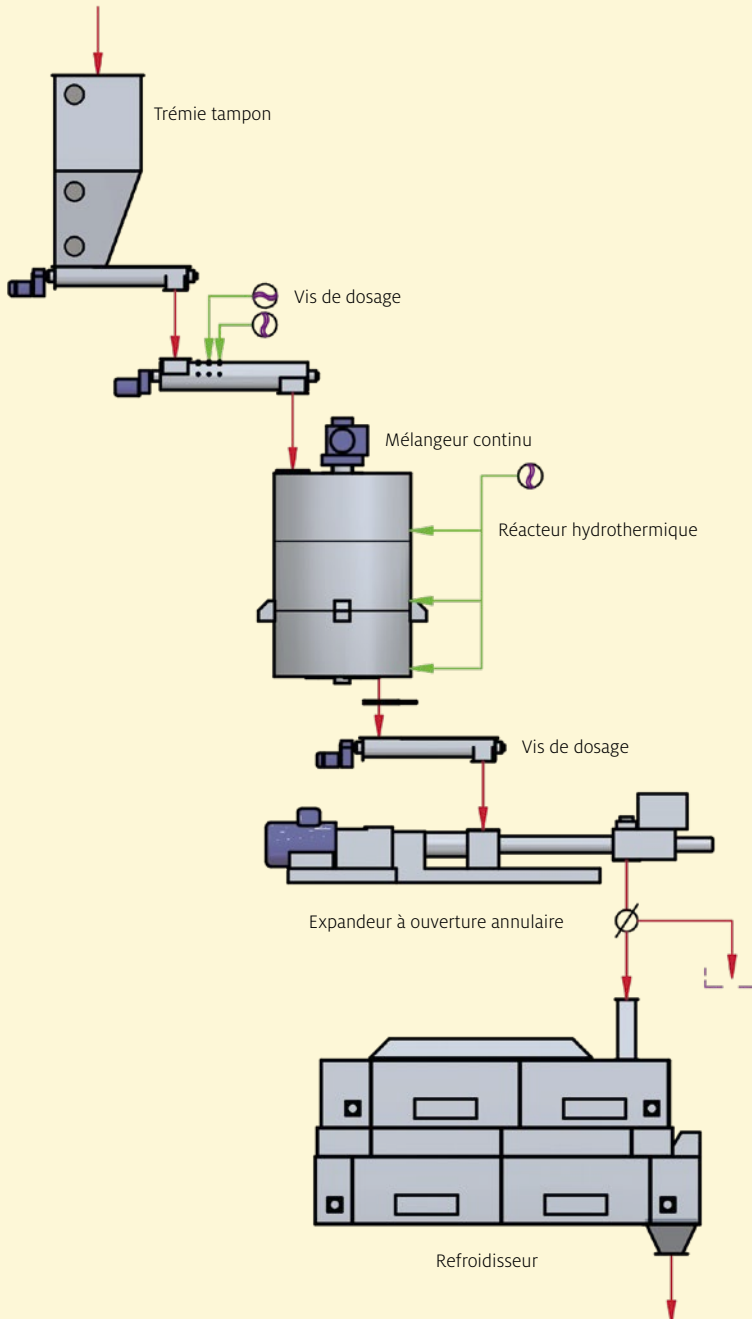 Trémie tampon
Vis de dosage
Mélangeur continu
Réacteur hydrothermique
Vis de dosage
Expandeur à ouverture annulaire
Refroidisseur